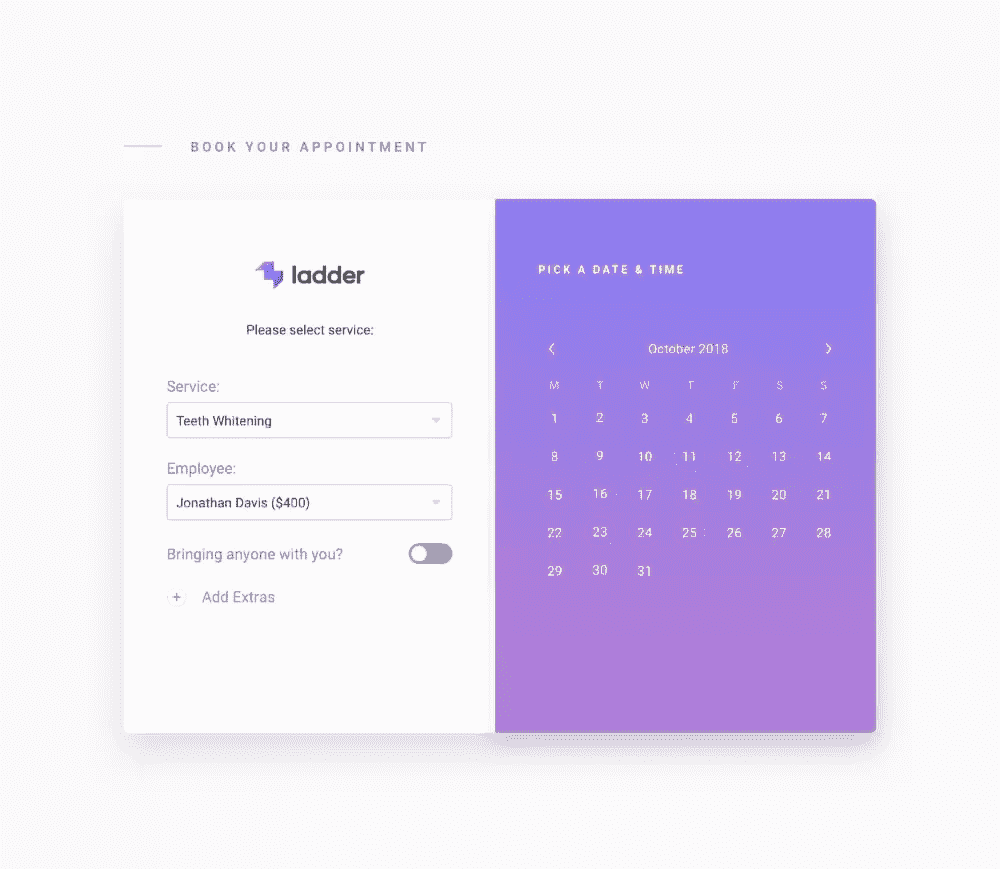 BOOK YOUR APPOINTMENT
ladder
Please select service:
Service:
Teeth Whitening
Employee:
Jonathan Davis ($400)
Bringing anyone with you?
+ Add Extras
PICK A DATE & TIME
October 2018
M T W T F S S
1 2 3 4 5 6 7
8 9 10 11 12 13 14
15 16 17 18 19 20 21
22 23 24 25 26 27 28
29 30 31